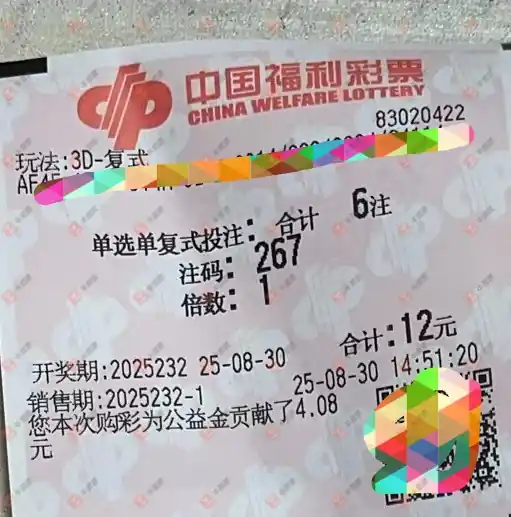 中国福利彩票
CHINA WELFARE LOTTERY
83020422
玩法:3D-复式
单选单复式投注: 合计 6注
注码: 267
倍数: 1
合计:12元
开奖期:2025232 25-08-30
销售期:2025232-1 25-08-30 14:51:20
您本次购彩为公益金贡献了4.08
元